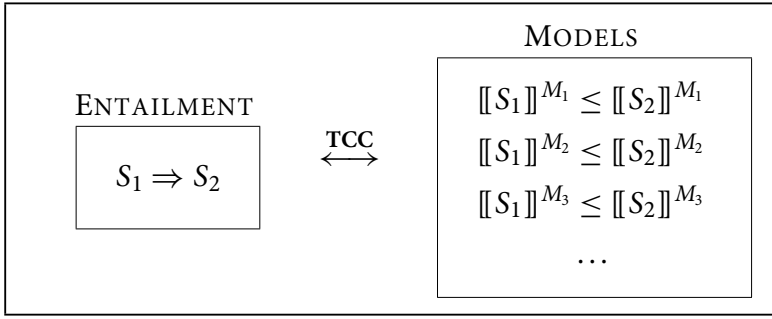 MODELS
ENTAILMENT
S₁ ⇒ S₂
TCC
⟷
⟦S₁⟧^M₁ ≤ ⟦S₂⟧^M₁
⟦S₁⟧^M₂ ≤ ⟦S₂⟧^M₂
⟦S₁⟧^M₃ ≤ ⟦S₂⟧^M₃
…